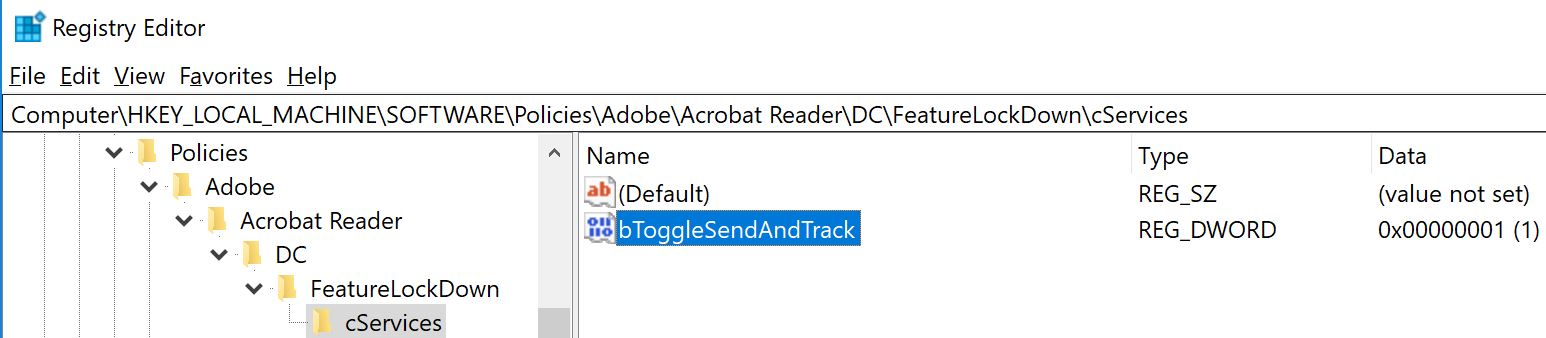 Registry Editor
File Edit View Favorites Help
Computer\HKEY_LOCAL_MACHINE\SOFTWARE\Policies\Adobe\Acrobat Reader\DC\FeatureLockDown\cServices
Policies
Adobe
Acrobat Reader
DC
FeatureLockDown
cServices
Name Type Data
ab (Default) REG_SZ (value not set)
bToggleSendAndTrack REG_DWORD 0x00000001 (1)